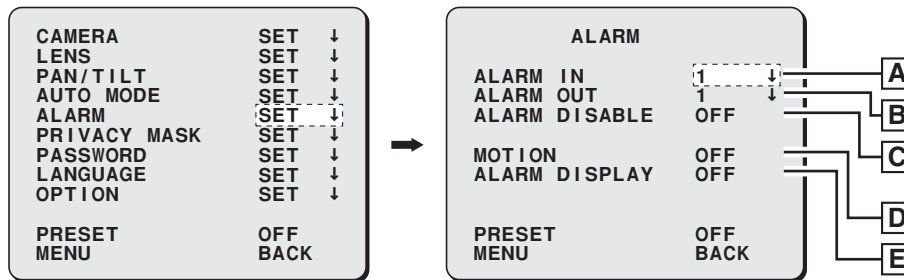 CAMERA SET ↓
LENS SET ↓
PAN/TILT SET ↓
AUTO MODE SET ↓
ALARM SET ↓
PRIVACY MASK SET ↓
PASSWORD SET ↓
LANGUAGE SET ↓
OPTION SET ↓
PRESET OFF
MENU BACK
ALARM
ALARM IN 1 ↓
ALARM OUT 1 ↓
ALARM DISABLE OFF
MOTION OFF
ALARM DISPLAY OFF
PRESET OFF
MENU BACK
A
B
C
D
E